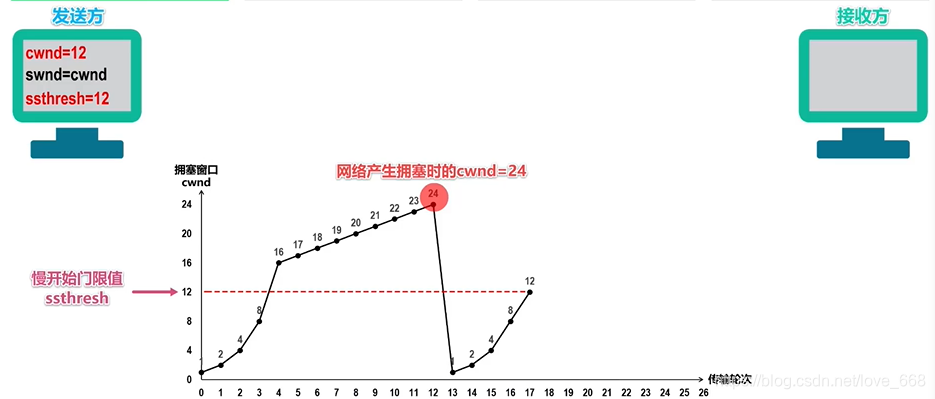 发送方
接收方
cwnd=12
swnd=cwnd
ssthresh=12
网络产生拥塞时的cwnd=24
拥塞窗口
cwnd
24
20
16
12
8
4
0
慢开始门限值
ssthresh
1
2
4
8
16
17
18
19
20
21
22
23
24
1
2
4
8
12
0 1 2 3 4 5 6 7 8 9 10 11 12 13 14 15 16 17 18 19 20 21 22 23 24 25 26
传输轮次
https://blog.csdn.net/love_668